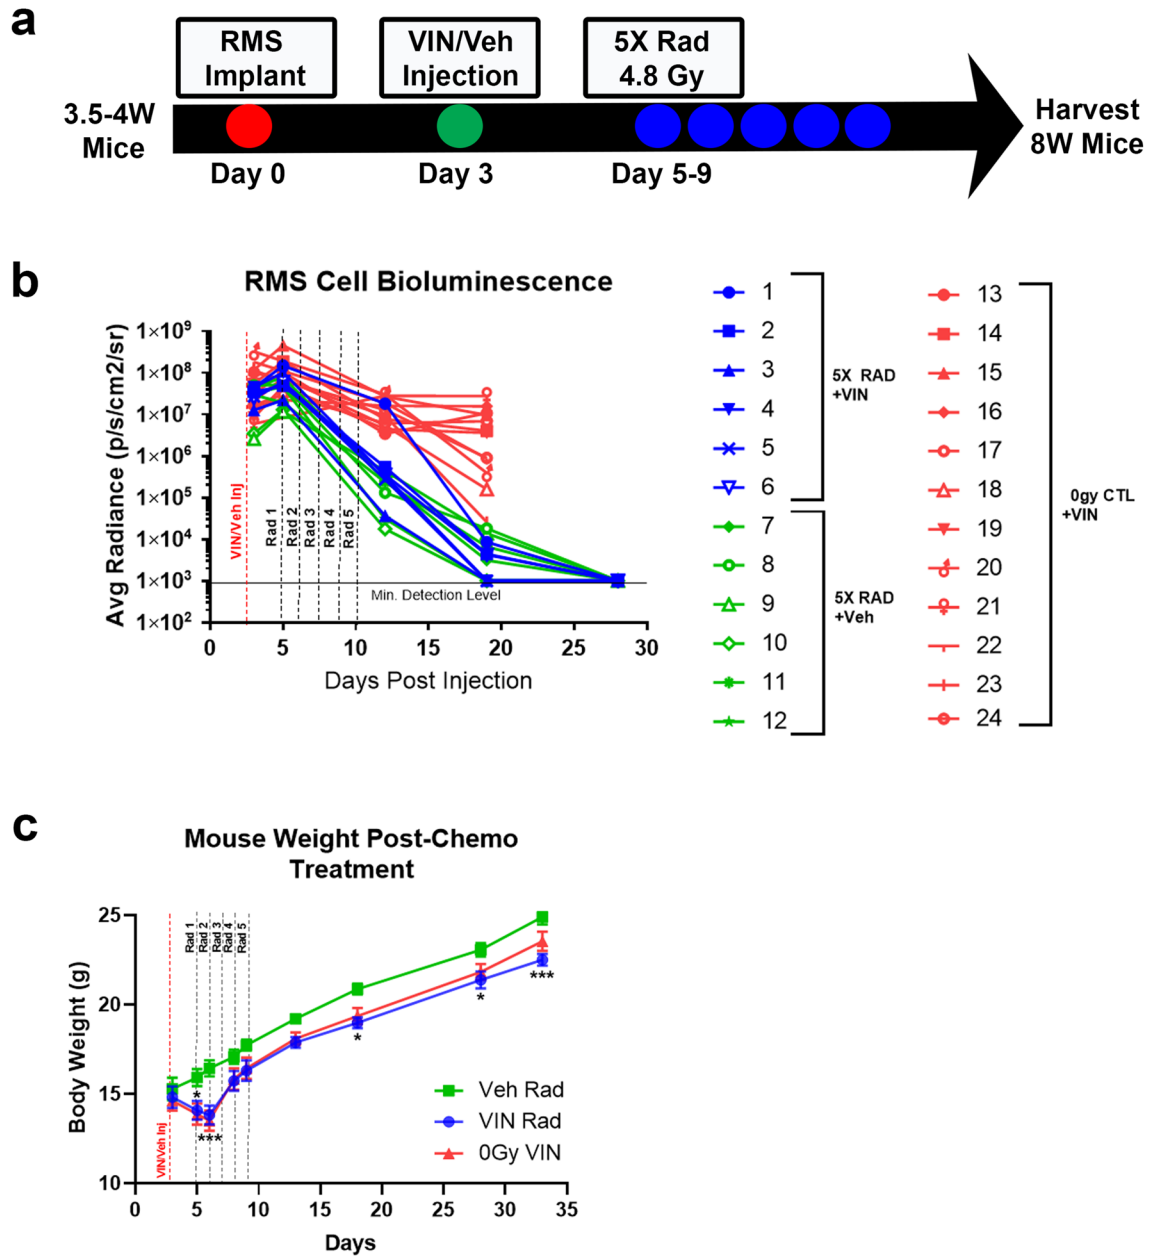 a
RMS
Implant
VIN/Veh
Injection
5X Rad
4.8 Gy
3.5-4W
Mice
Harvest
8W Mice
Day 0
Day 3
Day 5-9
b
RMS Cell Bioluminescence
Avg Radiance (p/s/cm2/sr)
1×10⁹
1×10⁸
1×10⁷
1×10⁶
1×10⁵
1×10⁴
1×10³
1×10²
VIN/Veh Inj
Rad 1
Rad 2
Rad 3
Rad 4
Rad 5
Min. Detection Level
0 5 10 15 20 25 30
Days Post Injection
1
2
3
4
5
6
5X RAD
+VIN
7
8
9
10
11
12
5X RAD
+Veh
13
14
15
16
17
18
19
20
21
22
23
24
0gy CTL
+VIN
c
Mouse Weight Post-Chemo
Treatment
Body Weight (g)
25
20
15
10
VIN/Veh Inj
Rad 1
Rad 2
Rad 3
Rad 4
Rad 5
*
***
*
*
***
Veh Rad
VIN Rad
0Gy VIN
0 5 10 15 20 25 30 35
Days